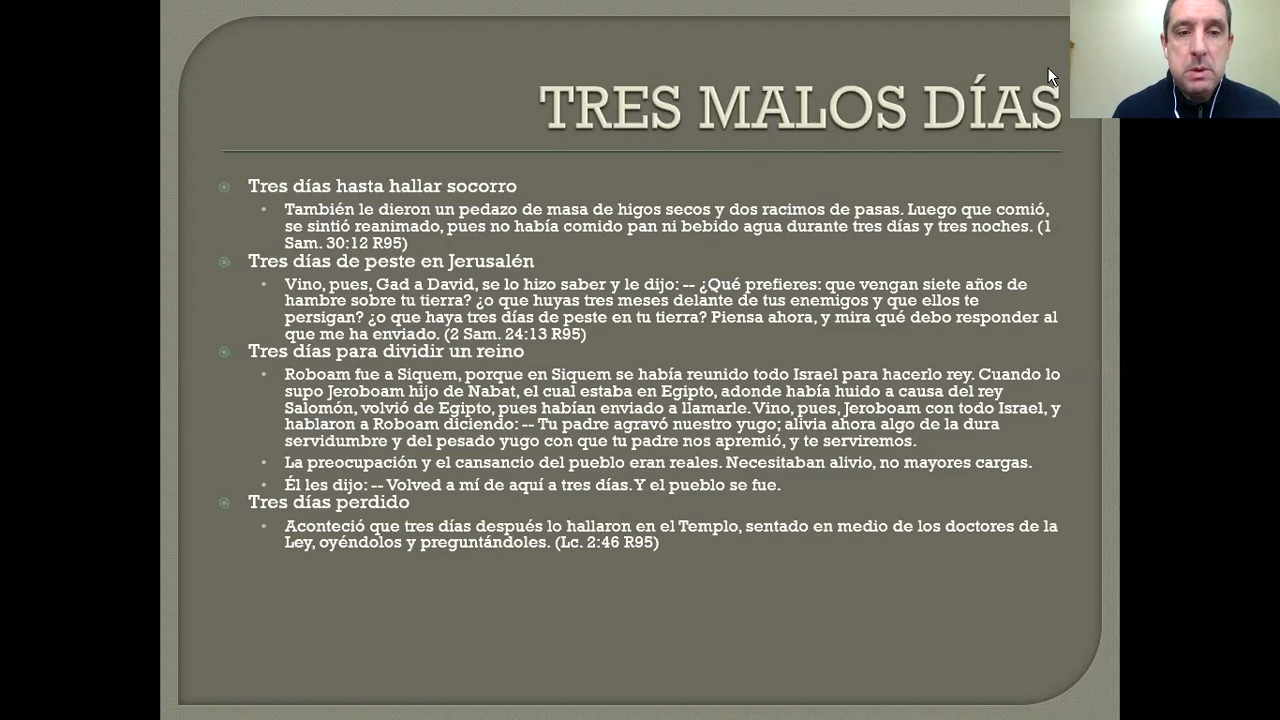 TRES MALOS DÍAS
Tres días hasta hallar socorro
También le dieron un pedazo de masa de higos secos y dos racimos de pasas. Luego que comió,
se sintió reanimado, pues no había comido pan ni bebido agua durante tres días y tres noches. (1
Sam. 30:12 R95)
Tres días de peste en Jerusalén
Vino, pues, Gad a David, se lo hizo saber y le dijo: -- ¿Qué prefieres: que vengan siete años de
hambre sobre tu tierra? ¿o que huyas tres meses delante de tus enemigos y que ellos te
persigan? ¿o que haya tres días de peste en tu tierra? Piensa ahora, y mira qué debo responder al
que me ha enviado. (2 Sam. 24:13 R95)
Tres días para dividir un reino
Roboam fue a Siquem, porque en Siquem se había reunido todo Israel para hacerlo rey. Cuando lo
supo Jeroboam hijo de Nabat, el cual estaba en Egipto, adonde había huido a causa del rey
Salomón, volvió de Egipto, pues habían enviado a llamarle. Vino, pues, Jeroboam con todo Israel, y
hablaron a Roboam diciendo: -- Tu padre agravó nuestro yugo; alivia ahora algo de la dura
servidumbre y del pesado yugo con que tu padre nos apremió, y te serviremos.
La preocupación y el cansancio del pueblo eran reales. Necesitaban alivio, no mayores cargas.
Él les dijo: -- Volved a mí de aquí a tres días. Y el pueblo se fue.
Tres días perdido
Aconteció que tres días después lo hallaron en el Templo, sentado en medio de los doctores de la
Ley, oyéndolos y preguntándoles. (Lc. 2:46 R95)